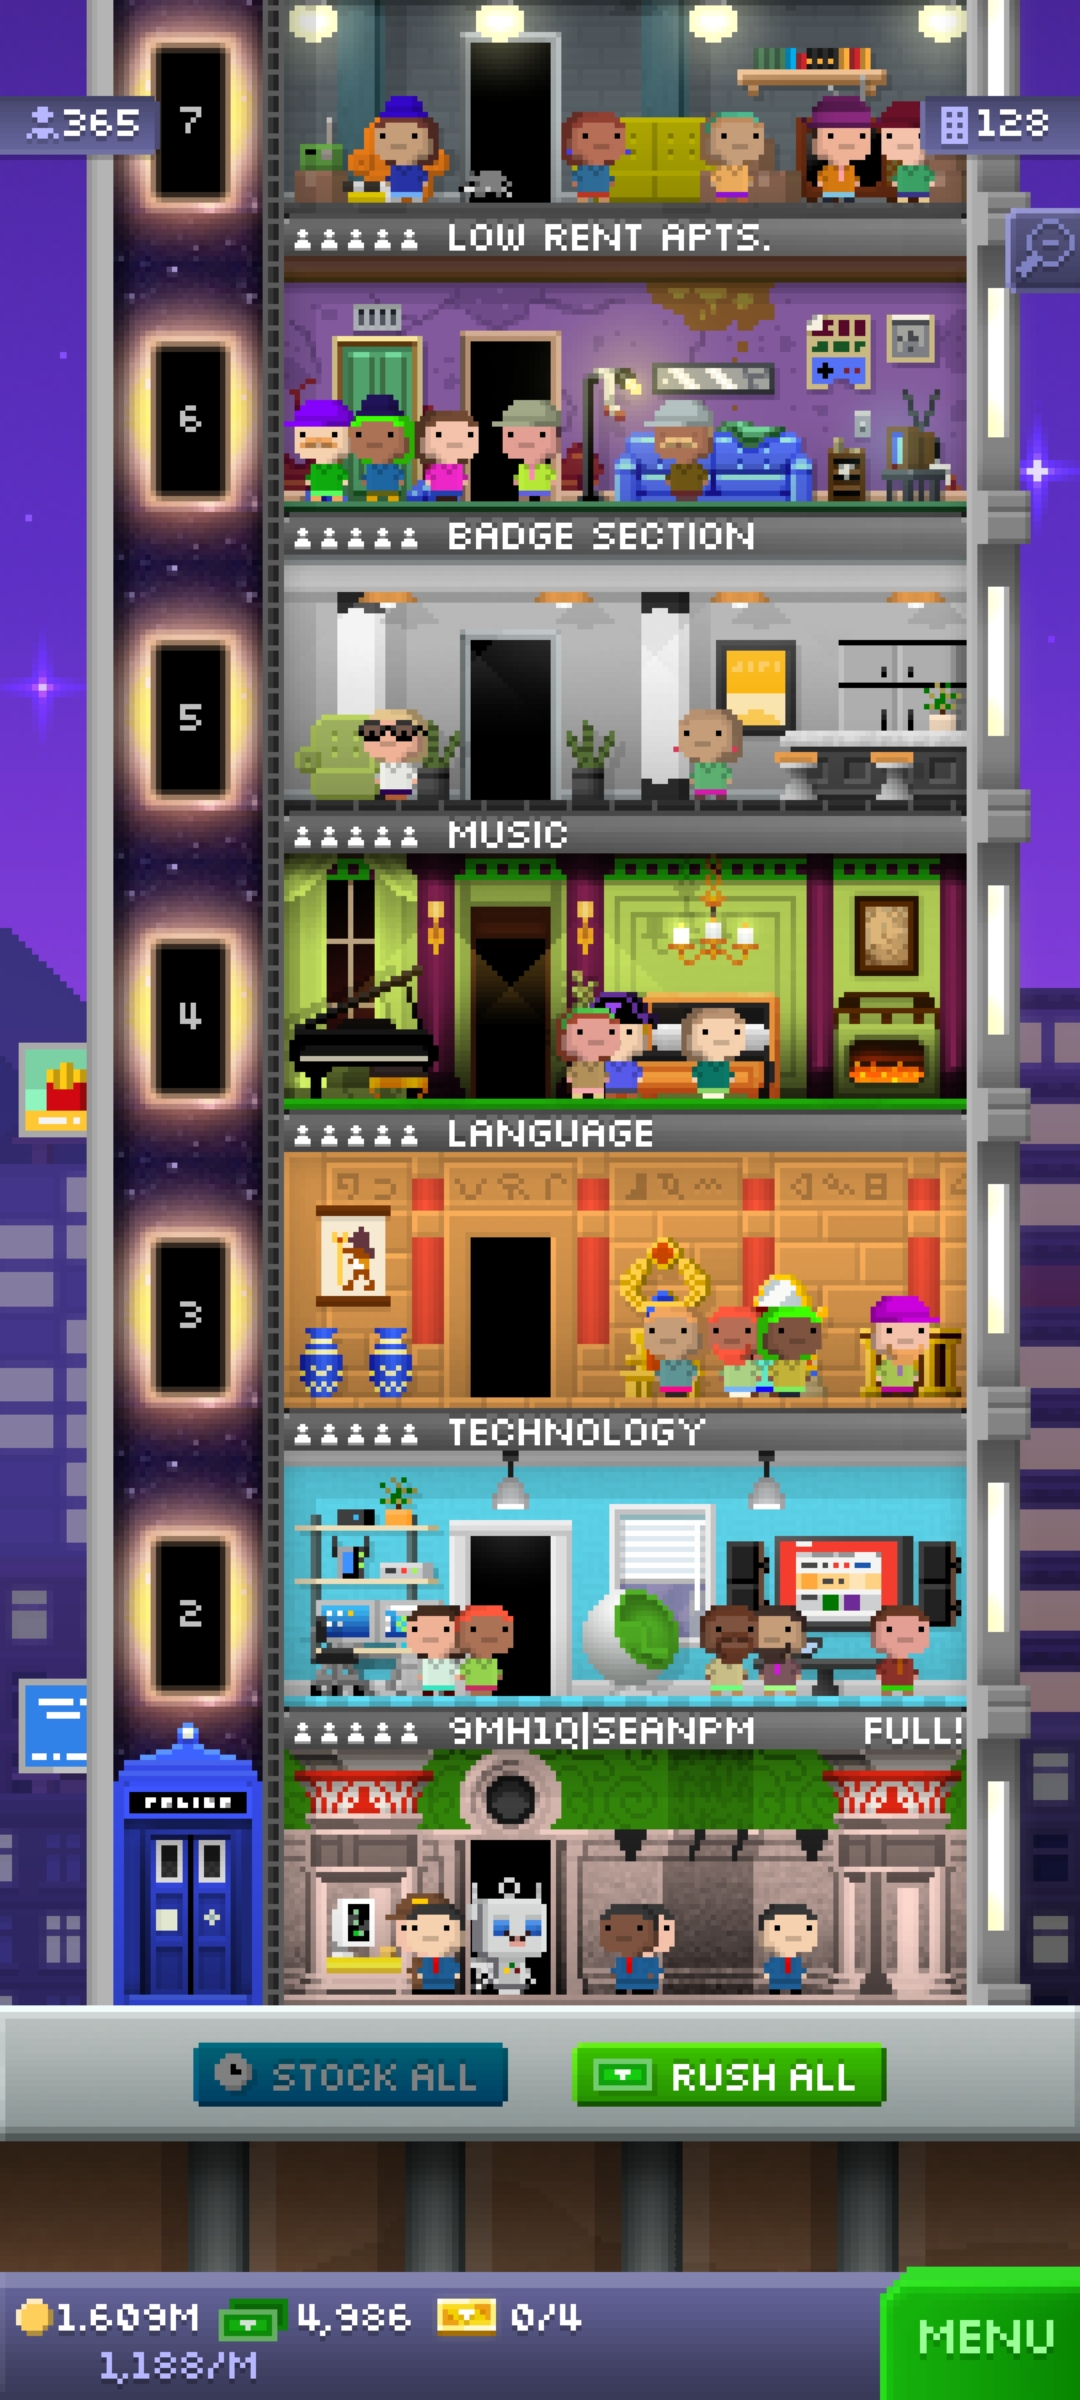 7
365
128
LOW RENT APTS.
6
BADGE SECTION
5
MUSIC
4
LANGUAGE
3
TECHNOLOGY
2
9MH1Q|SEANPM FULL!
POLICE
STOCK ALL
RUSH ALL
1.609M 4,986 0/4
1,188/M
MENU